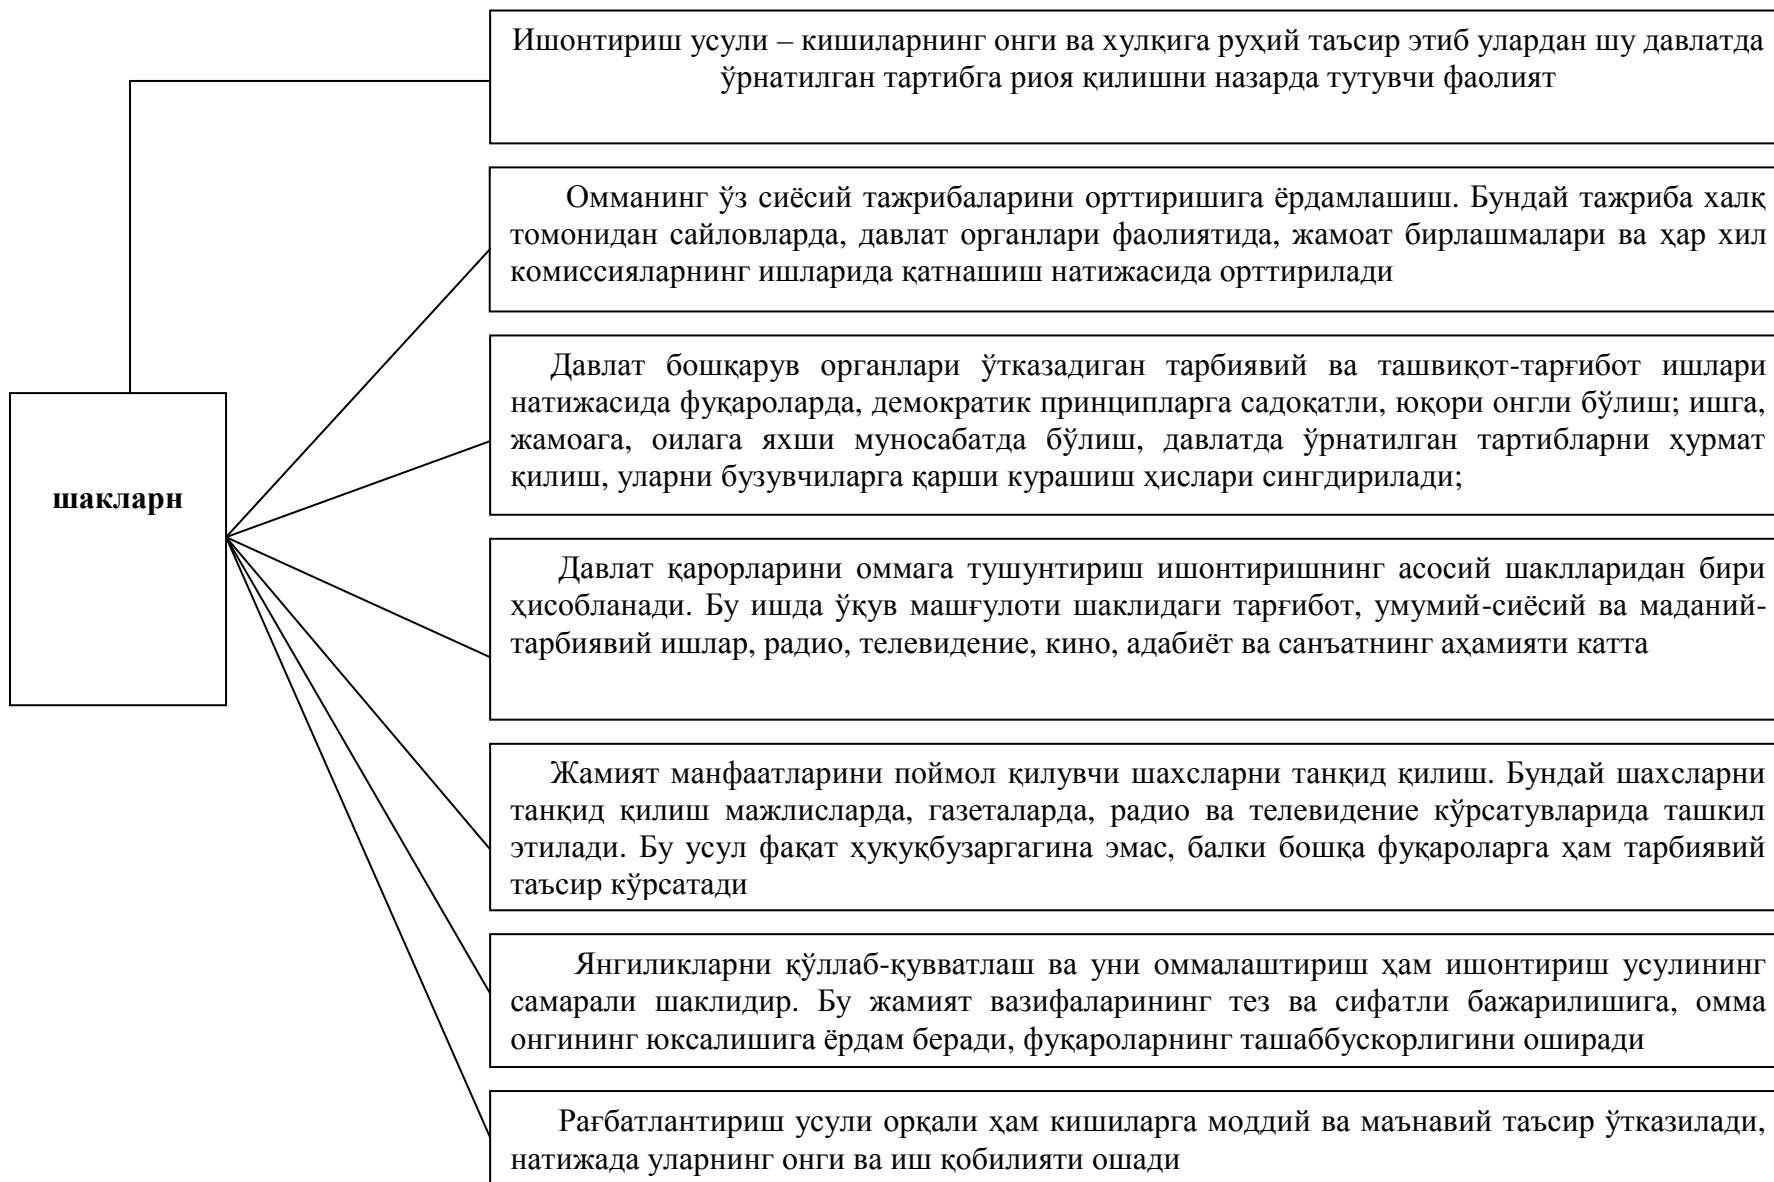 Ишонтириш усули – кишиларнинг онги ва хулқига руҳий таъсир этиб улардан шу давлатда
ўрнатилган тартибга риоя қилишни назарда тутувчи фаолият
Омманинг ўз сиёсий тажрибаларини орттиришига ёрдамлашиш. Бундай тажриба халқ
томонидан сайловларда, давлат органлари фаолиятида, жамоат бирлашмалари ва ҳар хил
комиссияларнинг ишларида қатнашиш натижасида орттирилади
Давлат бошқарув органлари ўтказадиган тарбиявий ва ташвиқот-тарғибот ишлари
натижасида фуқароларда, демократик принципларга садоқатли, юқори онгли бўлиш; ишга,
жамоага, оилага яхши муносабатда бўлиш, давлатда ўрнатилган тартибларни ҳурмат
қилиш, уларни бузувчиларга қарши курашиш ҳислари сингдирилади;
шакларн
Давлат қарорларини оммага тушунтириш ишонтиришнинг асосий шаклларидан бири
ҳисобланади. Бу ишда ўқув машғулоти шаклидаги тарғибот, умумий-сиёсий ва маданий-
тарбиявий ишлар, радио, телевидение, кино, адабиёт ва санъатнинг аҳамияти катта
Жамият манфаатларини поймол қилувчи шахсларни танқид қилиш. Бундай шахсларни
танқид қилиш мажлисларда, газеталарда, радио ва телевидение кўрсатувларида ташкил
этилади. Бу усул фақат ҳуқуқбузаргагина эмас, балки бошқа фуқароларга ҳам тарбиявий
таъсир кўрсатади
Янгиликларни қўллаб-қувватлаш ва уни оммалаштириш ҳам ишонтириш усулининг
самарали шаклидир. Бу жамият вазифаларининг тез ва сифатли бажарилишига, омма
онгининг юксалишига ёрдам беради, фуқароларнинг ташаббускорлигини оширади
Рағбатлантириш усули орқали ҳам кишиларга моддий ва маънавий таъсир ўтказилади,
натижада уларнинг онги ва иш қобилияти ошади